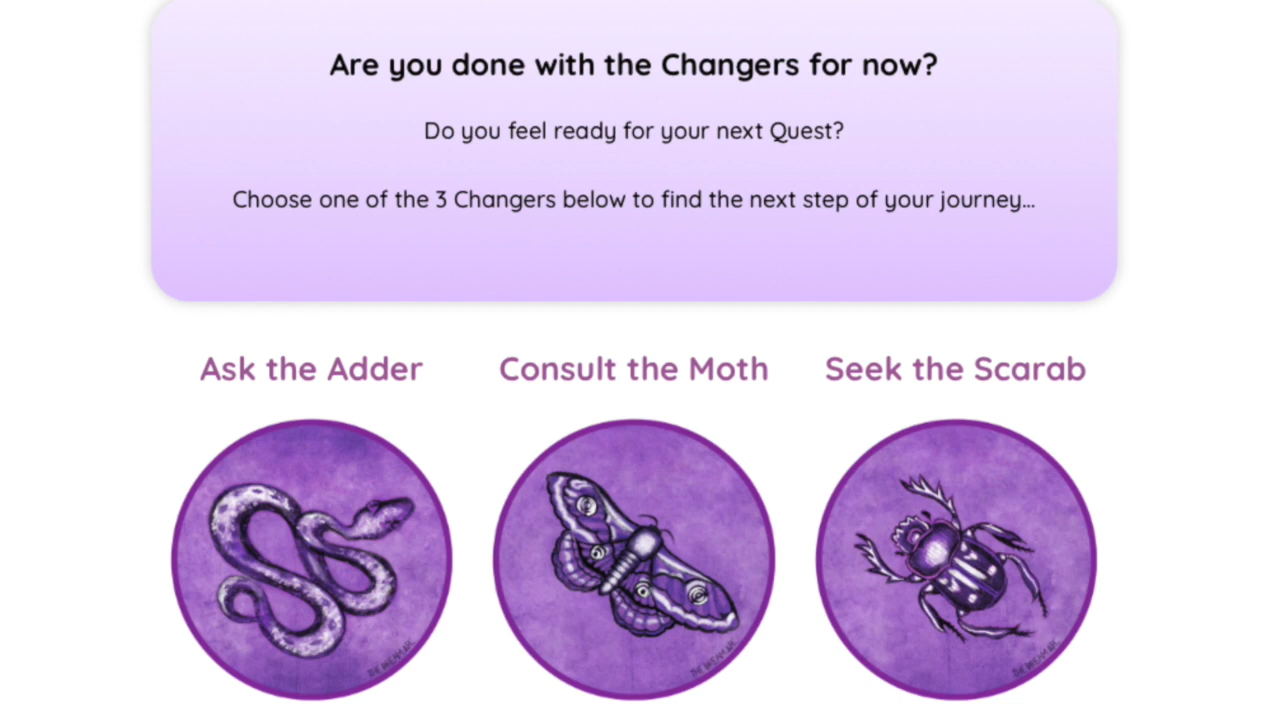 Are you done with the Changers for now?
Do you feel ready for your next Quest?
Choose one of the 3 Changers below to find the next step of your journey...
Ask the Adder
Consult the Moth
Seek the Scarab